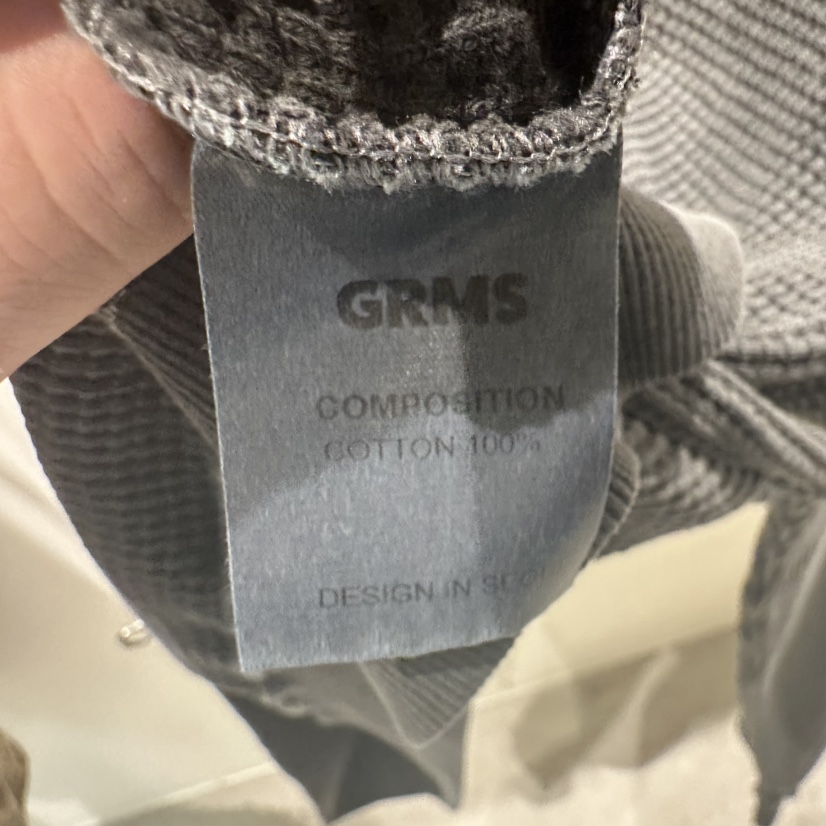 GRMS
COMPOSITION
COTTON 100%
DESIGN IN